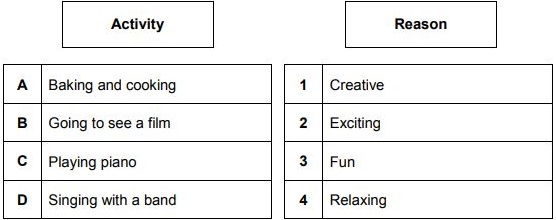 Activity Reason
A Baking and cooking 1 Creative
B Going to see a film 2 Exciting
C Playing piano 3 Fun
D Singing with a band 4 Relaxing